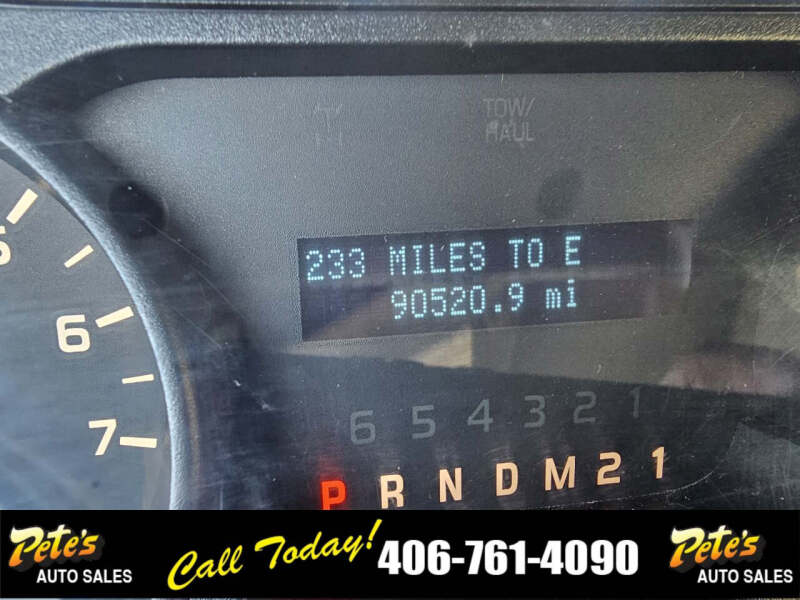 TOW/
HAUL
5
6
7
233 MILES TO E
90520.9 mi
6 5 4 3 2 1
P R N D M 2 1
Pete's
AUTO SALES
Call Today! 406-761-4090
Pete's
AUTO SALES